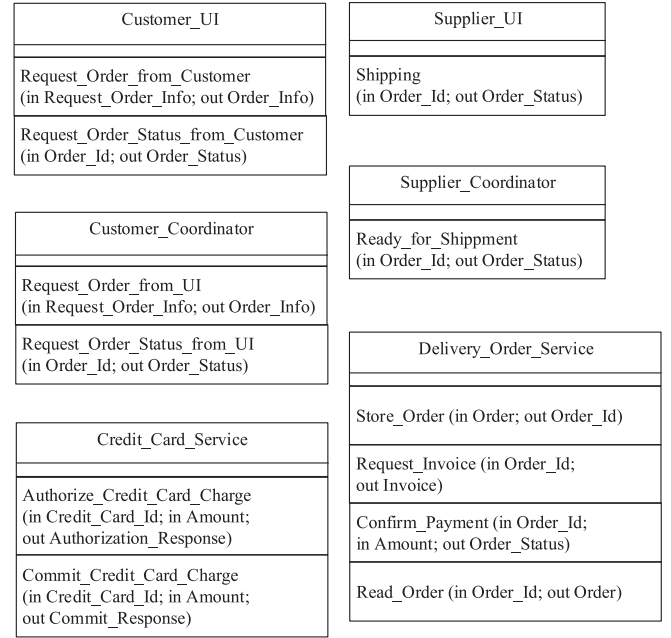 Customer_UI
Request_Order_from_Customer
(in Request_Order_Info; out Order_Info)
Request_Order_Status_from_Customer
(in Order_Id; out Order_Status)
Customer_Coordinator
Request_Order_from_UI
(in Request_Order_Info; out Order_Info)
Request_Order_Status_from_UI
(in Order_Id; out Order_Status)
Credit_Card_Service
Authorize_Credit_Card_Charge
(in Credit_Card_Id; in Amount;
out Authorization_Response)
Commit_Credit_Card_Charge
(in Credit_Card_Id; in Amount;
out Commit_Response)
Supplier_UI
Shipping
(in Order_Id; out Order_Status)
Supplier_Coordinator
Ready_for_Shippment
(in Order_Id; out Order_Status)
Delivery_Order_Service
Store_Order (in Order; out Order_Id)
Request_Invoice (in Order_Id;
out Invoice)
Confirm_Payment (in Order_Id;
in Amount; out Order_Status)
Read_Order (in Order_Id; out Order)